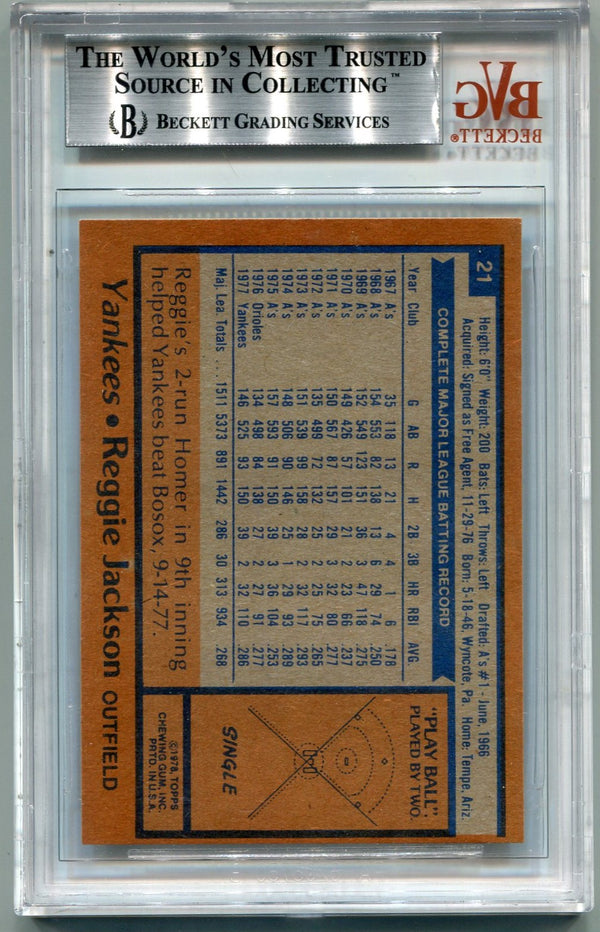 THE WORLD'S MOST TRUSTED
SOURCE IN COLLECTING™
B BECKETT GRADING SERVICES
BVG
BECKETT®
21
Height: 6'0" Weight: 200 Bats: Left Throws: Left Drafted: A's #1 - June, 1966
Acquired: Signed as Free Agent, 11-29-76 Born: 5-18-46, Wyncote, Pa. Home: Tempe, Ariz.
COMPLETE MAJOR LEAGUE BATTING RECORD
Year Club G AB R H 2B 3B HR RBI AVG.
1967 A's 35 118 13 21 4 4 1 6 .178
1968 A's 154 553 82 138 13 6 29 74 .250
1969 A's 152 549 123 151 36 3 47 118 .275
1970 A's 149 426 57 101 21 2 23 66 .237
1971 A's 150 567 87 157 29 3 32 80 .277
1972 A's 135 499 72 132 25 2 25 75 .265
1973 A's 151 539 99 158 28 2 32 117 .293
1974 A's 148 506 90 146 25 1 29 93 .289
1975 A's 157 593 91 150 39 3 36 104 .253
1976 Orioles 134 498 84 138 27 2 27 91 .277
1977 Yankees 146 525 93 150 39 2 32 110 .286
Maj. Lea. Totals ... 1511 5373 891 1442 286 30 313 934 .268
Reggie's 2-run Homer in 9th inning
helped Yankees beat Bosox, 9-14-77.
"PLAY BALL",
PLAYED BY TWO
SINGLE
©1978, TOPPS
CHEWING GUM, INC.
PRTD. IN U.S.A.
Yankees • Reggie Jackson OUTFIELD